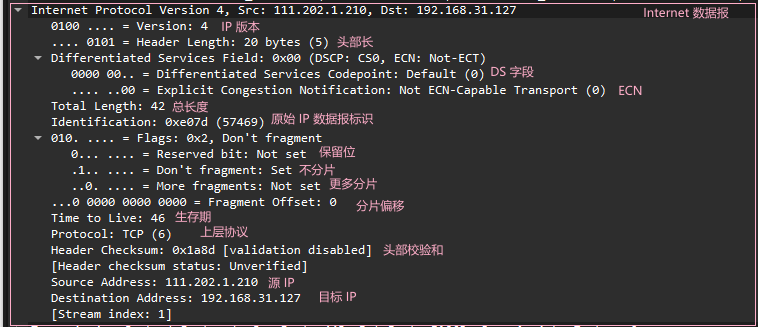 Internet Protocol Version 4, Src: 111.202.1.210, Dst: 192.168.31.127 Internet 数据报
0100 .... = Version: 4 IP 版本
.... 0101 = Header Length: 20 bytes (5) 头部长
Differentiated Services Field: 0x00 (DSCP: CS0, ECN: Not-ECT)
0000 00.. = Differentiated Services Codepoint: Default (0) DS 字段
.... ..00 = Explicit Congestion Notification: Not ECN-Capable Transport (0) ECN
Total Length: 42 总长度
Identification: 0xe07d (57469) 原始 IP 数据报标识
010. .... = Flags: 0x2, Don't fragment
0... .... = Reserved bit: Not set 保留位
.1.. .... = Don't fragment: Set 不分片
..0. .... = More fragments: Not set 更多分片
...0 0000 0000 0000 = Fragment Offset: 0 分片偏移
Time to Live: 46 生存期
Protocol: TCP (6) 上层协议
Header Checksum: 0x1a8d [validation disabled] 头部校验和
[Header checksum status: Unverified]
Source Address: 111.202.1.210 源 IP
Destination Address: 192.168.31.127 目标 IP
[Stream index: 1]